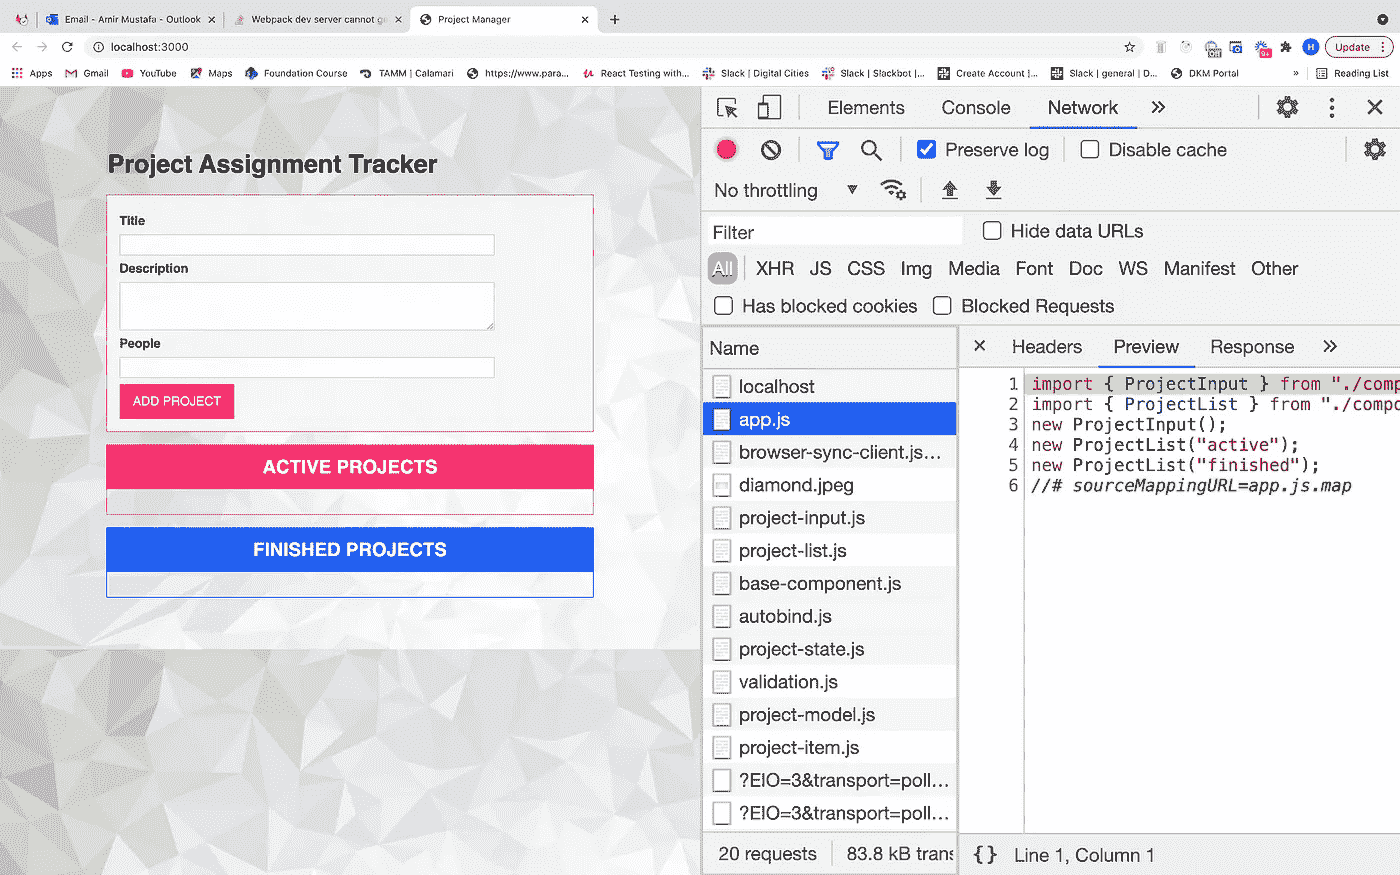 Email - Amir Mustafa - Outlook
Webpack dev server cannot ge
Project Manager
localhost:3000
H
Update
Apps
Gmail
YouTube
Maps
Foundation Course
TAMM | Calamari
https://www.para...
React Testing with...
Slack | Digital Cities
Slack | Slackbot |...
Create Account |...
Slack | general | D...
DKM Portal
»
Reading List
Project Assignment Tracker
Title
Description
People
ADD PROJECT
ACTIVE PROJECTS
FINISHED PROJECTS
Elements
Console
Network
»
Preserve log
Disable cache
No throttling
Filter
Hide data URLs
All
XHR
JS
CSS
Img
Media
Font
Doc
WS
Manifest
Other
Has blocked cookies
Blocked Requests
Name
localhost
app.js
browser-sync-client.js...
diamond.jpeg
project-input.js
project-list.js
base-component.js
autobind.js
project-state.js
validation.js
project-model.js
project-item.js
?EIO=3&transport=poll...
?EIO=3&transport=poll...
20 requests
83.8 kB trans
Headers
Preview
Response
»
1 import { ProjectInput } from "./comp
2 import { ProjectList } from "./compo
3 new ProjectInput();
4 new ProjectList("active");
5 new ProjectList("finished");
6 //# sourceMappingURL=app.js.map
{} Line 1, Column 1